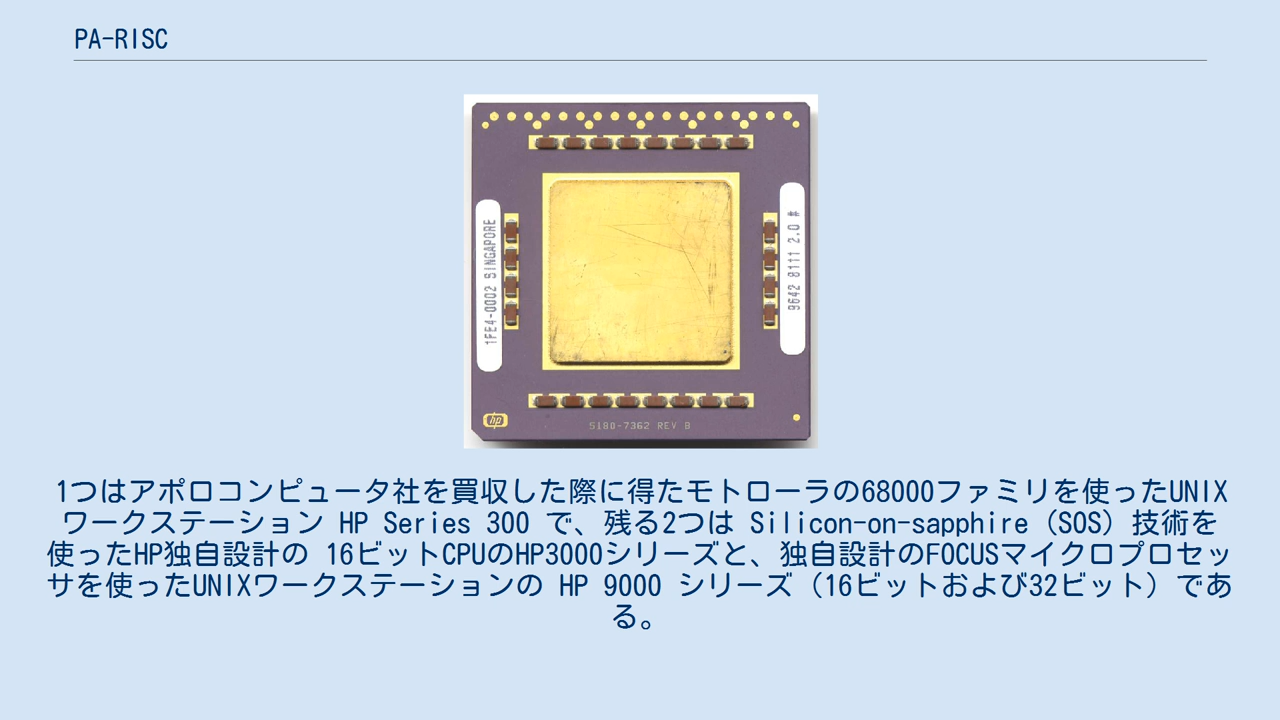 PA-RISC
1FE4-0002 SINGAPORE
9642 8111 2.0 #
hp
5180-7362 REV B
1つはアポロコンピュータ社を買収した際に得たモトローラの68000ファミリを使ったUNIX
ワークステーション HP Series 300 で、残る2つは Silicon-on-sapphire（SOS）技術を
使ったHP独自設計の 16ビットCPUのHP3000シリーズと、独自設計のFOCUSマイクロプロセッ
サを使ったUNIXワークステーションの HP 9000 シリーズ（16ビットおよび32ビット）であ
る。